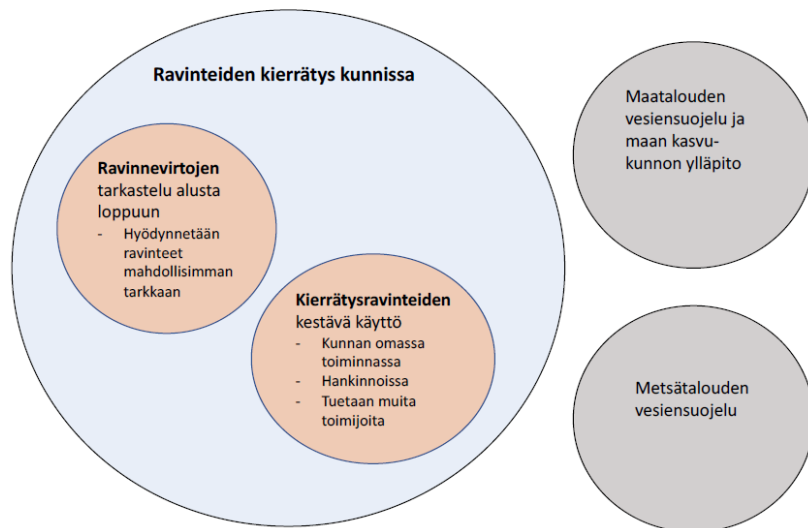 Ravinteiden kierrätys kunnissa
Ravinnevirtojen
tarkastelu alusta
loppuun
- Hyödynnetään
ravinteet
mahdollisimman
tarkkaan
Kierrätysravinteiden
kestävä käyttö
- Kunnan omassa
toiminnassa
- Hankinnoissa
- Tuetaan muita
toimijoita
Maatalouden
vesiensuojelu ja
maan kasvu-
kunnon ylläpito
Metsätalouden
vesiensuojelu